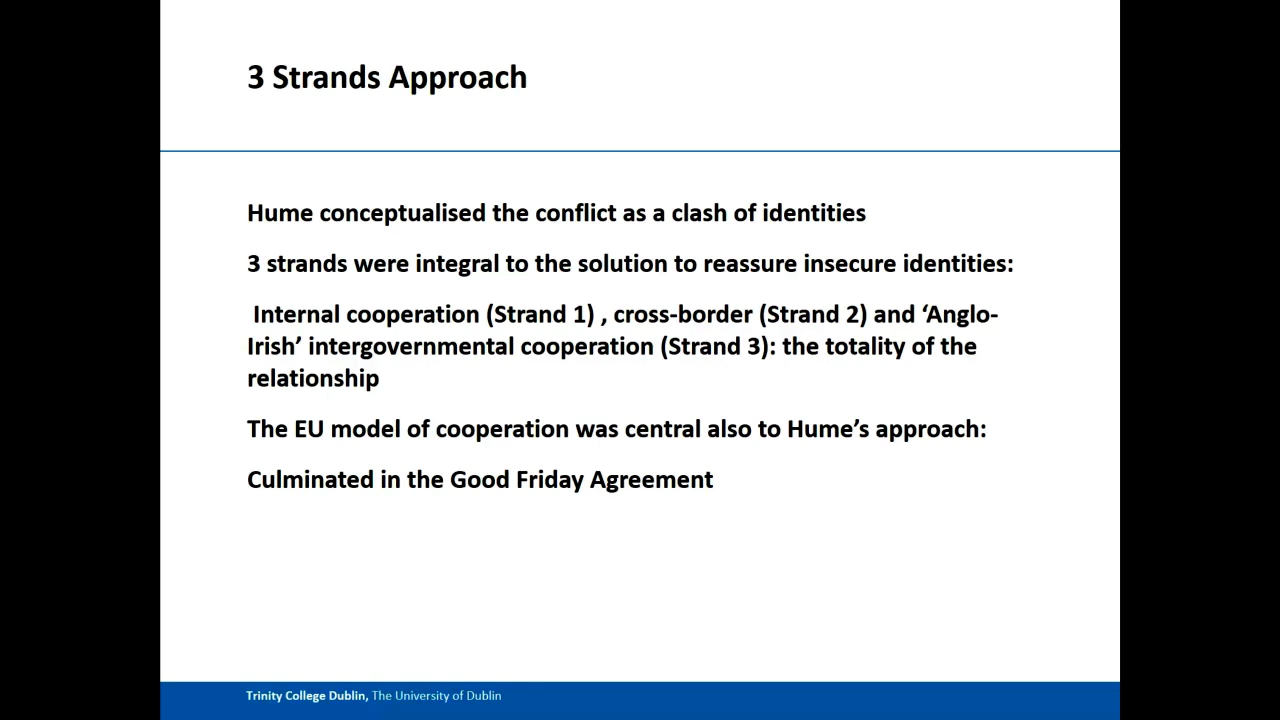 3 Strands Approach
Hume conceptualised the conflict as a clash of identities
3 strands were integral to the solution to reassure insecure identities:
Internal cooperation (Strand 1) , cross-border (Strand 2) and ‘Anglo-
Irish’ intergovernmental cooperation (Strand 3): the totality of the
relationship
The EU model of cooperation was central also to Hume’s approach:
Culminated in the Good Friday Agreement
Trinity College Dublin, The University of Dublin